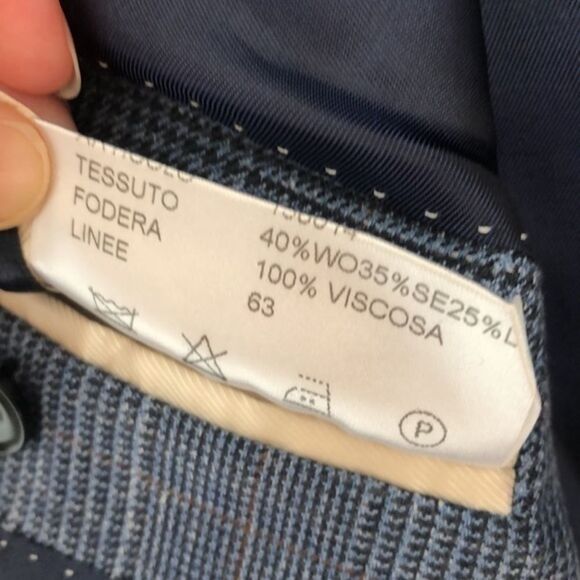 TESSUTO 40%WO35%SE25%L
FODERA 100% VISCOSA
LINEE 63
P